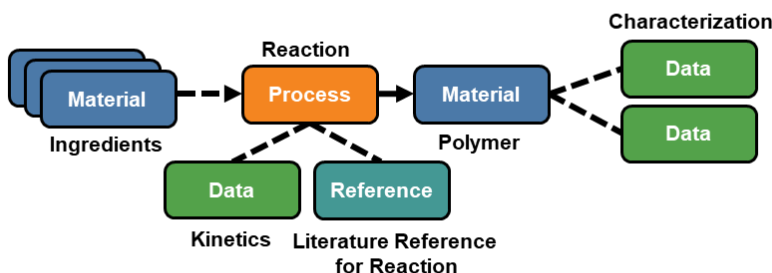 Characterization
Reaction
Data
Material
Process
Material
Ingredients
Polymer
Data
Data
Reference
Kinetics
Literature Reference
for Reaction